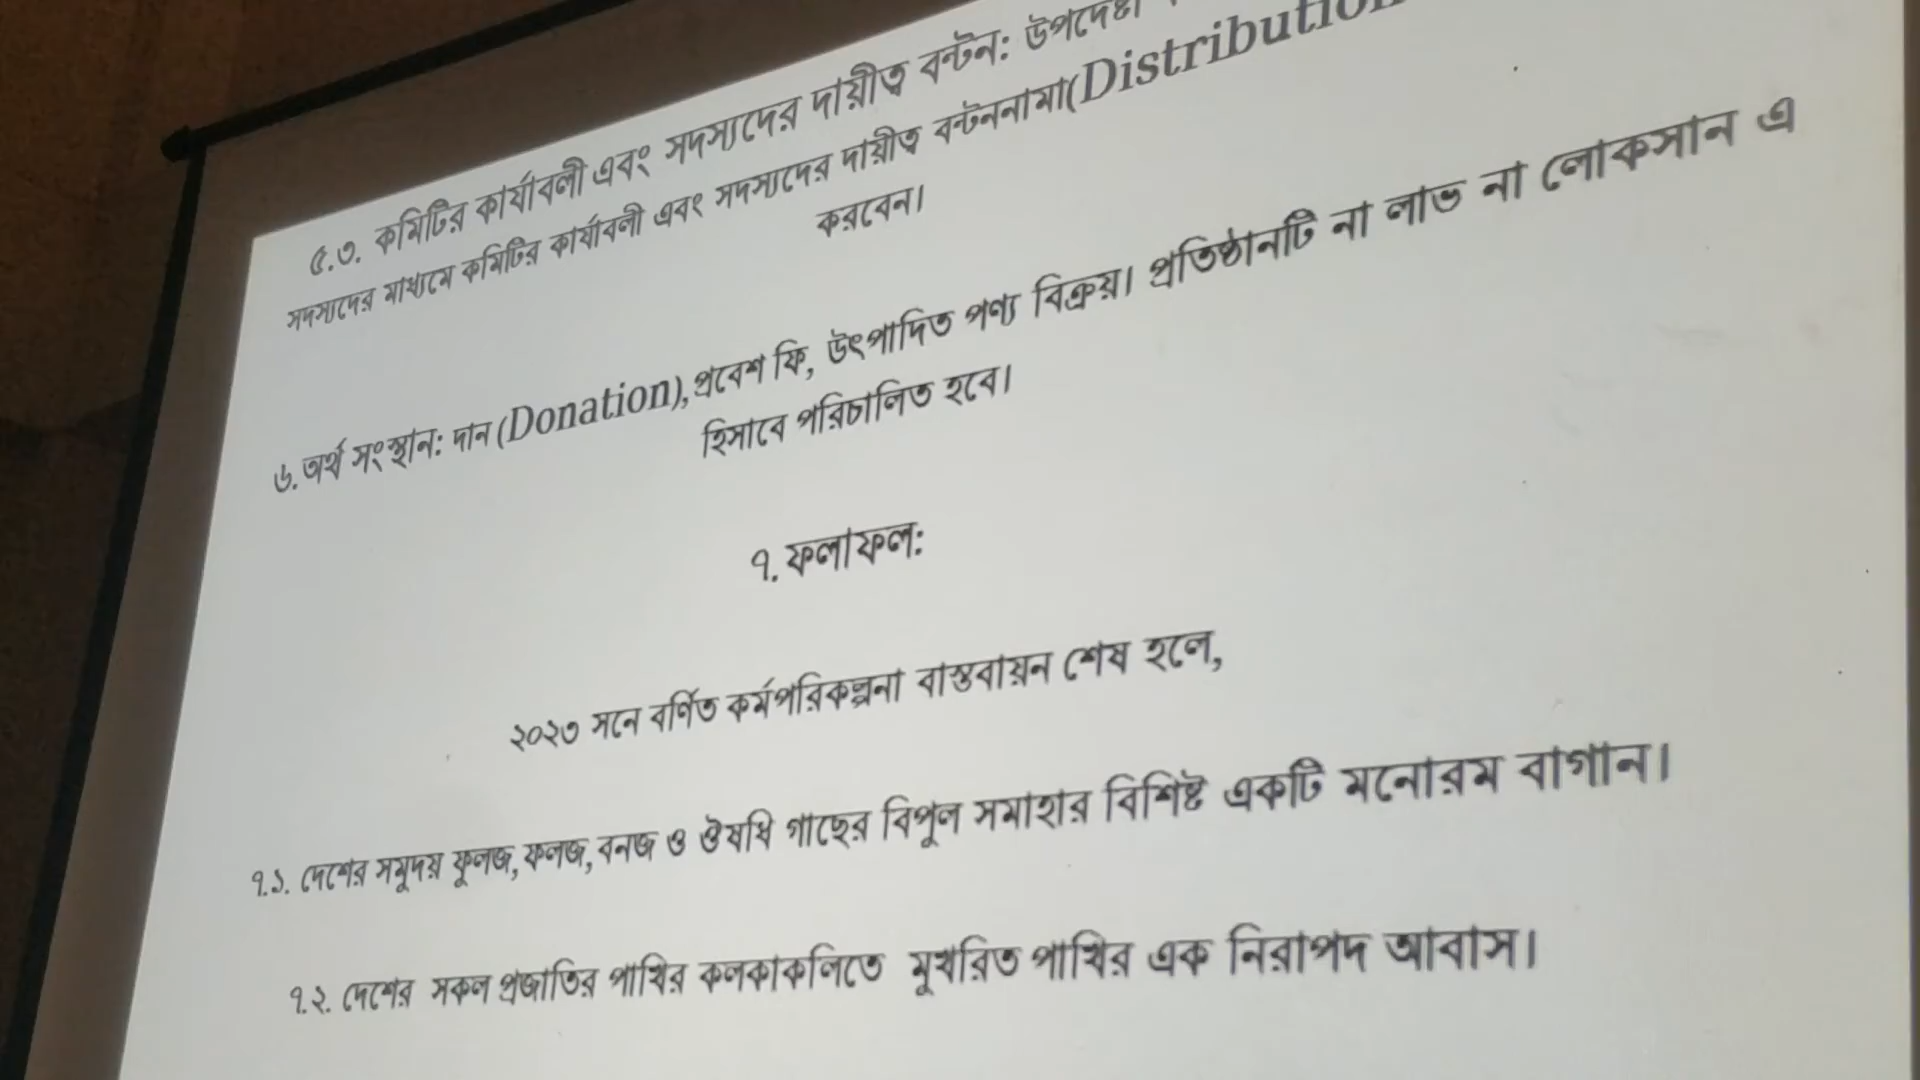 ৫.৩. কমিটির কার্যাবলী এবং সদস্যদের দায়ীত্ব বন্টন: উপদেষ্টা
সদস্যদের মাধ্যমে কমিটির কার্যাবলী এবং সদস্যদের দায়ীত্ব বন্টননামা(Distribution
করবেন।
৬. অর্থ সংস্থান: দান (Donation), প্রবেশ ফি, উৎপাদিত পণ্য বিক্রয়। প্রতিষ্ঠানটি না লাভ না লোকসান এ
হিসাবে পরিচালিত হবে।
৭. ফলাফল:
২০২৩ সনে বর্ণিত কর্মপরিকল্পনা বাস্তবায়ন শেষ হলে,
৭.১. দেশের সমুদয় ফুলজ, ফলজ, বনজ ও ঔষধি গাছের বিপুল সমাহার বিশিষ্ট একটি মনোরম বাগান।
৭.২. দেশের সকল প্রজাতির পাখির কলকাকলিতে মুখরিত পাখির এক নিরাপদ আবাস।